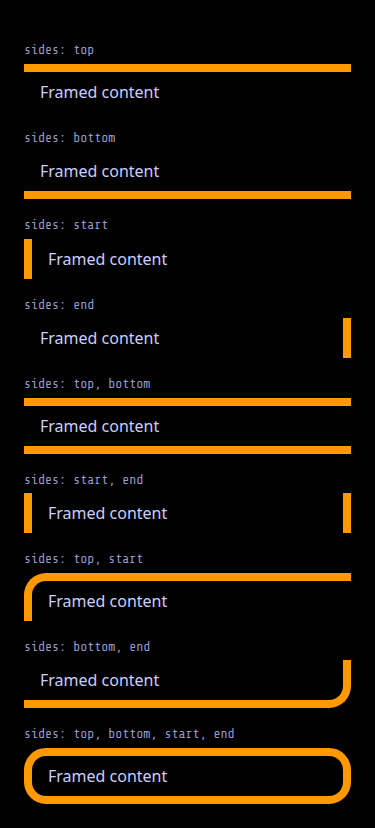 sides: top
Framed content
sides: bottom
Framed content
sides: start
Framed content
sides: end
Framed content
sides: top, bottom
Framed content
sides: start, end
Framed content
sides: top, start
Framed content
sides: bottom, end
Framed content
sides: top, bottom, start, end
Framed content